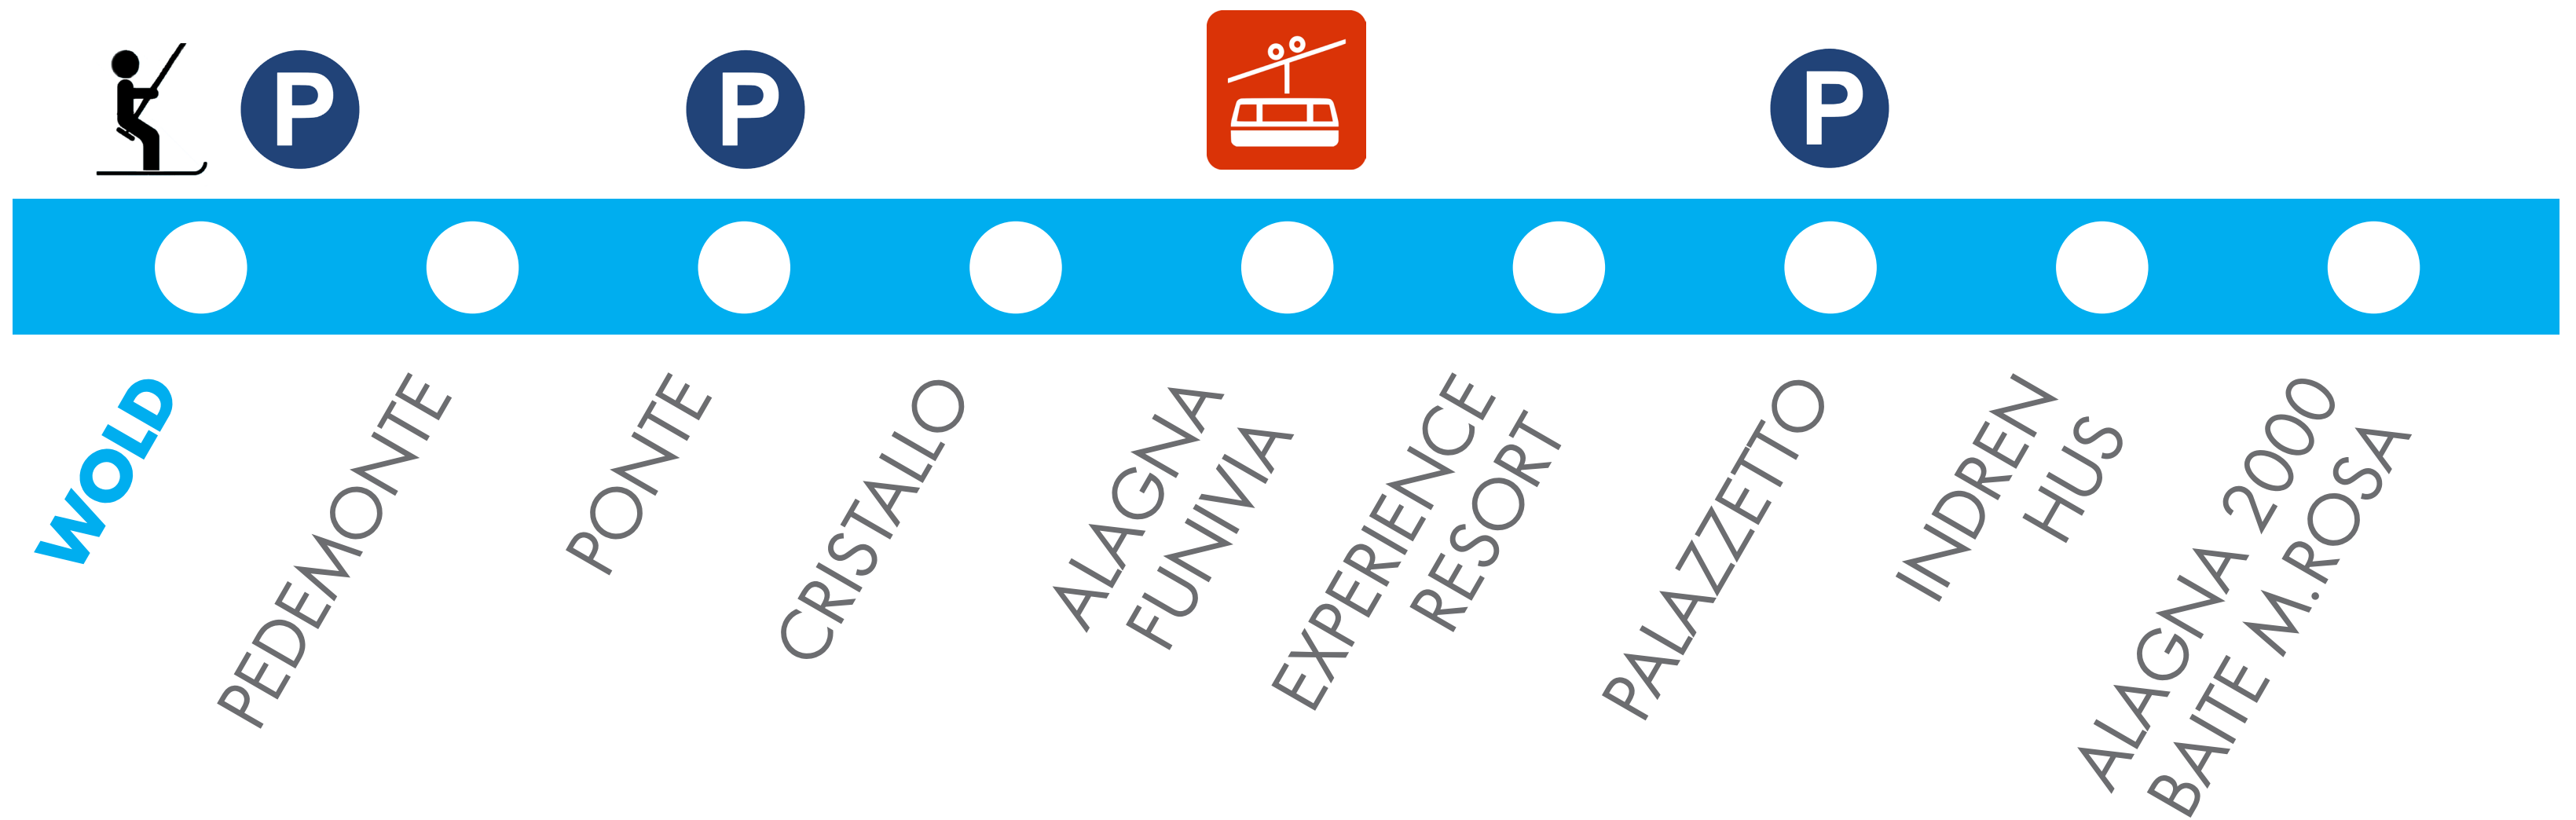 P
P
P
WOLD
PEDEMONTE
PONTE
CRISTALLO
ALAGNA
FUNIVIA
EXPERIENCE
RESORT
PALAZZETTO
INDREN
HUS
ALAGNA 2000
BAITE M.ROSA